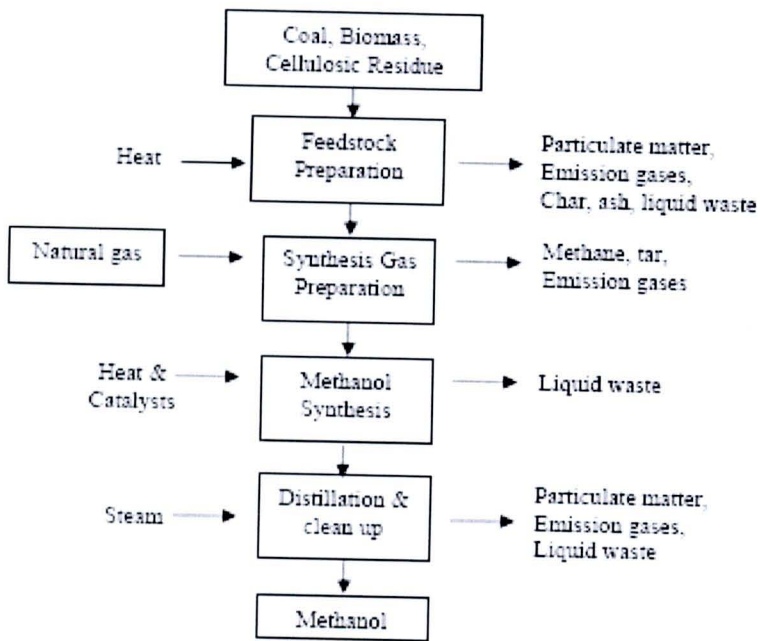 Coal, Biomass,
Cellulosic Residue
Heat
Feedstock
Preparation
Particulate matter,
Emission gases,
Char, ash, liquid waste
Natural gas
Synthesis Gas
Preparation
Methane, tar,
Emission gases
Heat &
Catalysts
Methanol
Synthesis
Liquid waste
Steam
Distillation &
clean up
Particulate matter,
Emission gases,
Liquid waste
Methanol